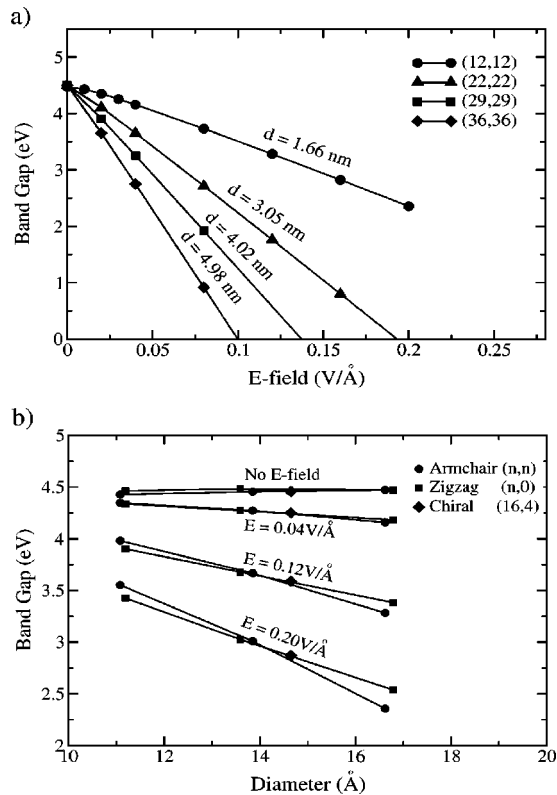 a)
5
4
3
2
1
0
Band Gap (eV)
(12,12)
(22,22)
(29,29)
(36,36)
d = 1.66 nm
d = 3.05 nm
d = 4.02 nm
d = 4.98 nm
0 0.05 0.1 0.15 0.2 0.25
E-field (V/Å)
b)
5
4.5
4
3.5
3
2.5
2
Band Gap (eV)
No E-field
Armchair (n,n)
Zigzag (n,0)
Chiral (16,4)
E = 0.04V/Å
E = 0.12V/Å
E = 0.20V/Å
10 12 14 16 18 20
Diameter (Å)